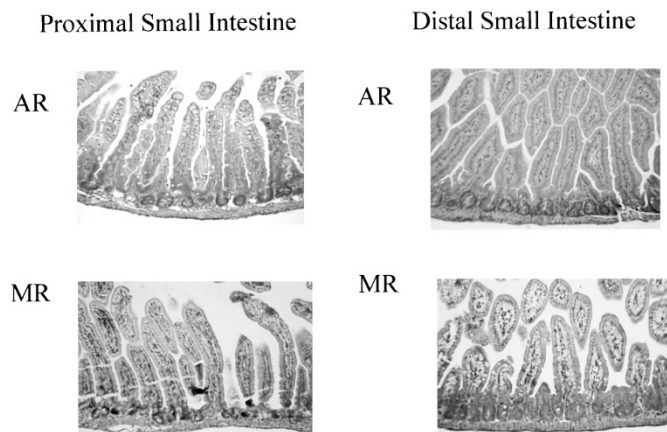 Proximal Small Intestine
Distal Small Intestine
AR
AR
MR
MR